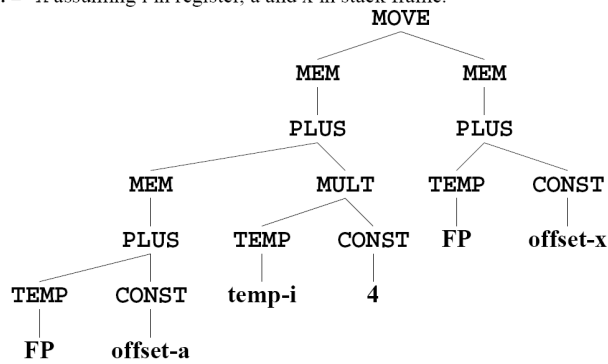 x assuming i in register, a and x in stack frame.
MOVE
MEM MEM
PLUS PLUS
MEM MULT TEMP CONST
PLUS TEMP CONST FP offset-x
TEMP CONST temp-i 4
FP offset-a